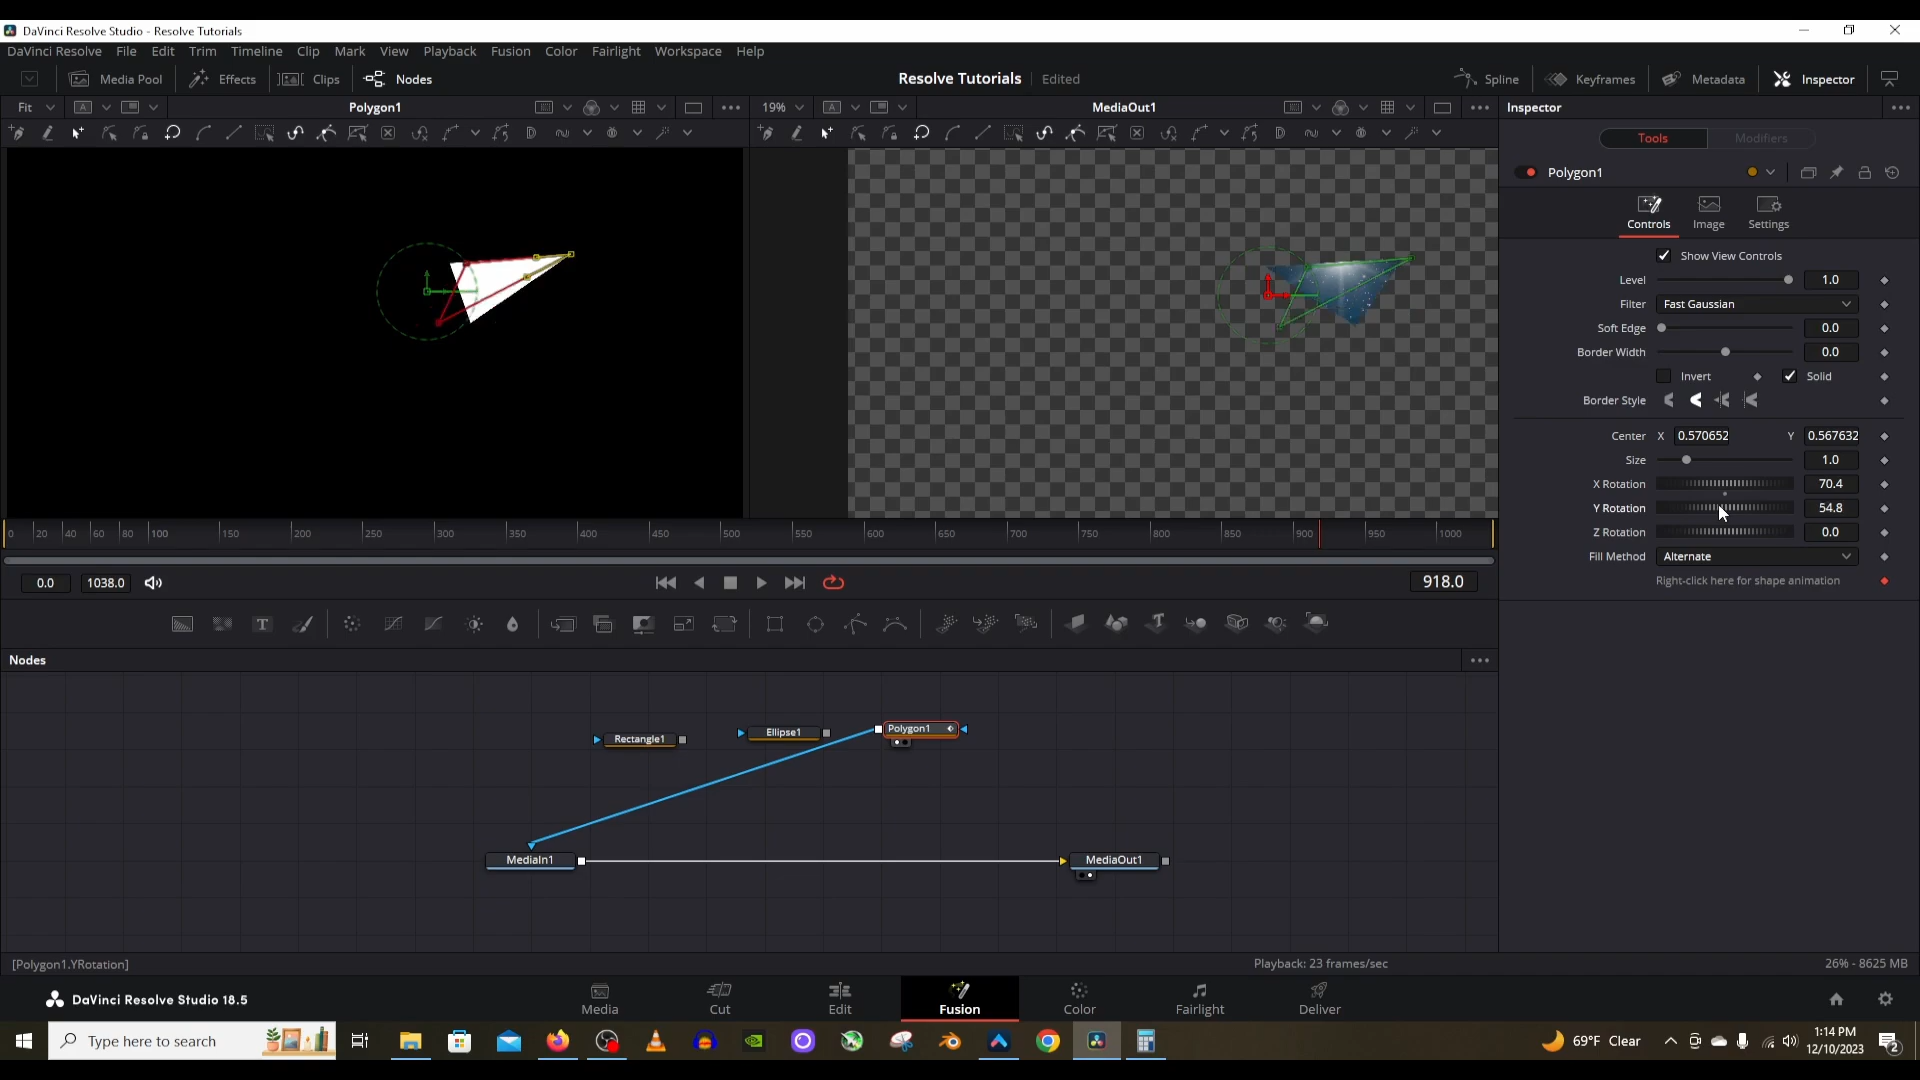 DaVinci Resolve Studio - Resolve Tutorials
DaVinci Resolve File Edit Trim Timeline Clip Mark View Playback Fusion Color Fairlight Workspace Help
Media Pool Effects Clips Nodes Resolve Tutorials Edited Spline Keyframes Metadata Inspector
Fit Polygon1 19% MediaOut1 Inspector
Tools Modifiers
Polygon1
Controls Image Settings
Show View Controls
Level 1.0
Filter Fast Gaussian
Soft Edge 0.0
Border Width 0.0
Invert Solid
Border Style
Center X 0.570652 Y 0.567632
Size 1.0
X Rotation 70.4
Y Rotation 54.8
Z Rotation 0.0
Fill Method Alternate
Right-click here for shape animation
0 20 40 60 80 100 150 200 250 300 350 400 450 500 550 600 650 700 750 800 850 900 950 1000
0.0 1038.0 918.0
Nodes
Rectangle1 Ellipse1 Polygon1
MediaIn1 MediaOut1
[Polygon1.YRotation] Playback: 23 frames/sec 26% - 8625 MB
DaVinci Resolve Studio 18.5 Media Cut Edit Fusion Color Fairlight Deliver
Type here to search 69°F Clear 1:14 PM
12/10/2023 2